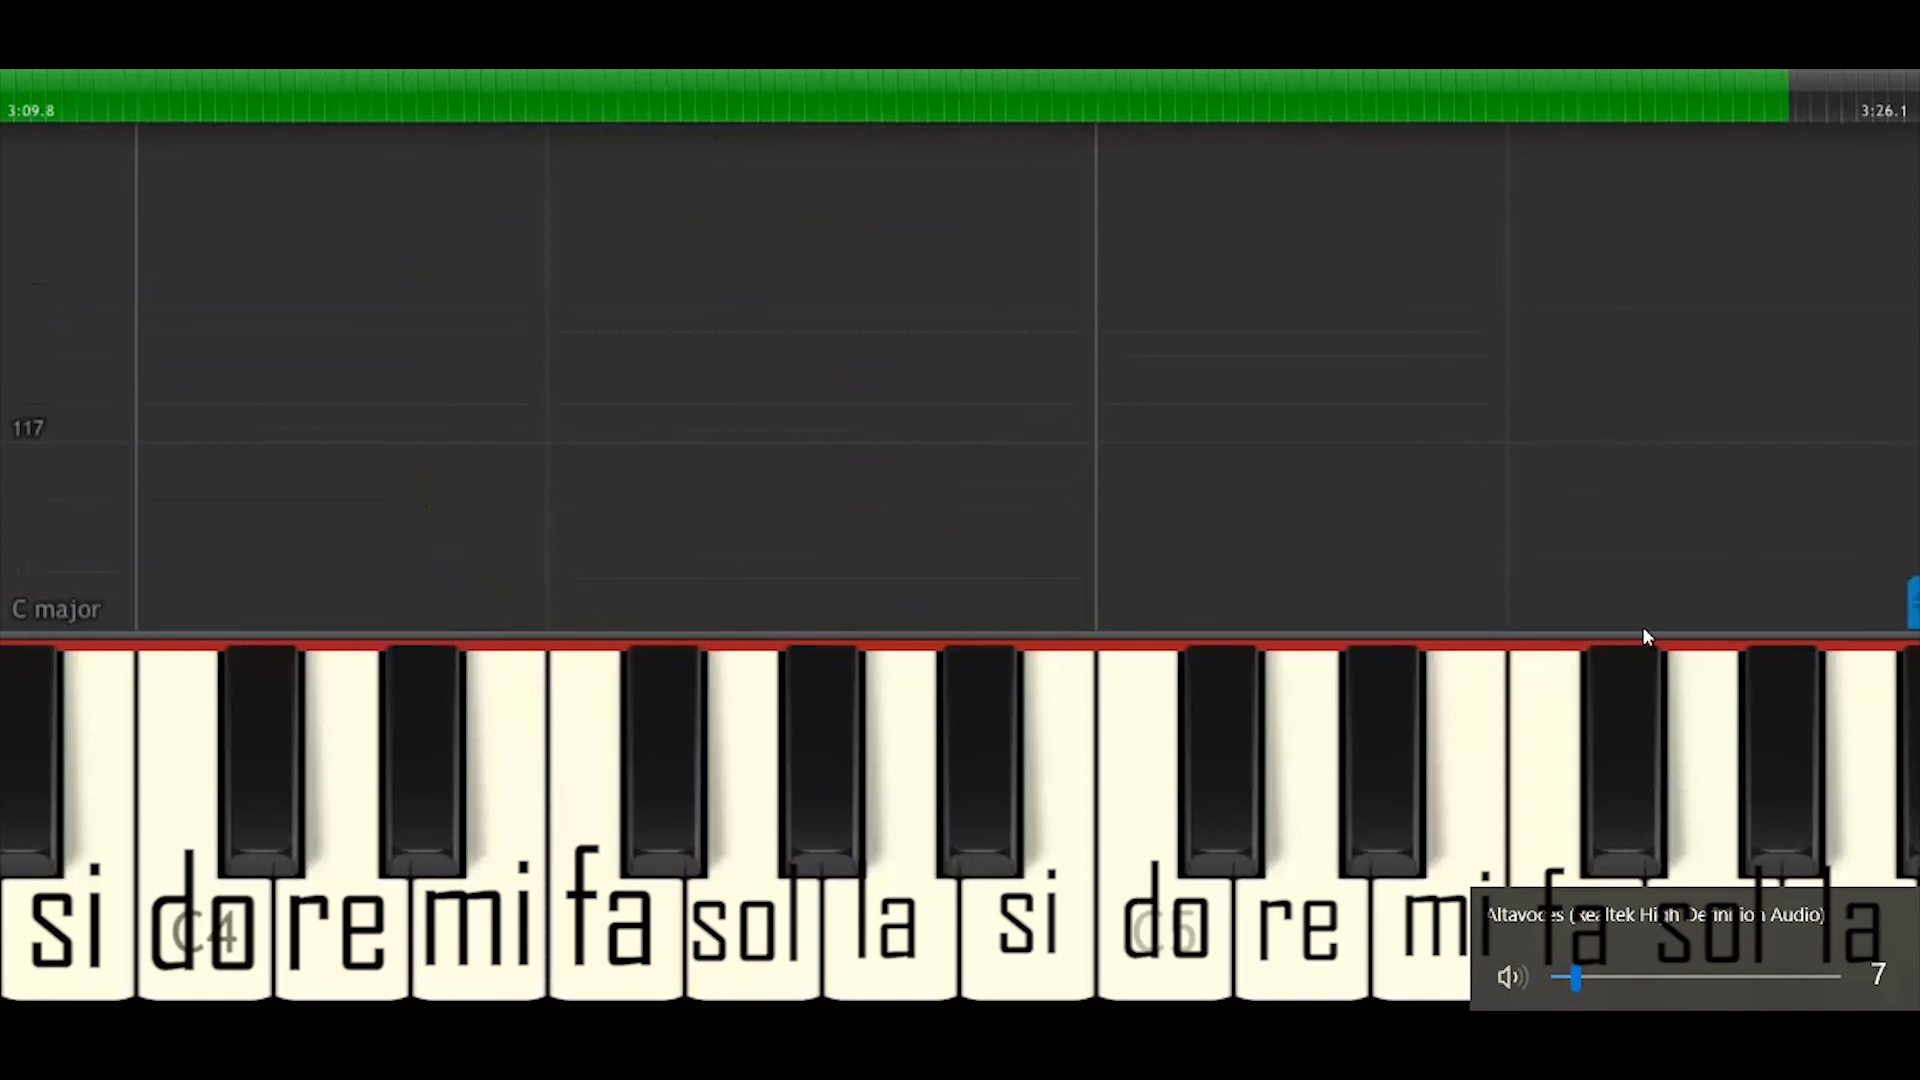 3:09.8 3:26.1
117
C major
si do re mi fa sol la si do re mi fa sol la
C4 C5
Altavoces (Realtek High Definition Audio)
7